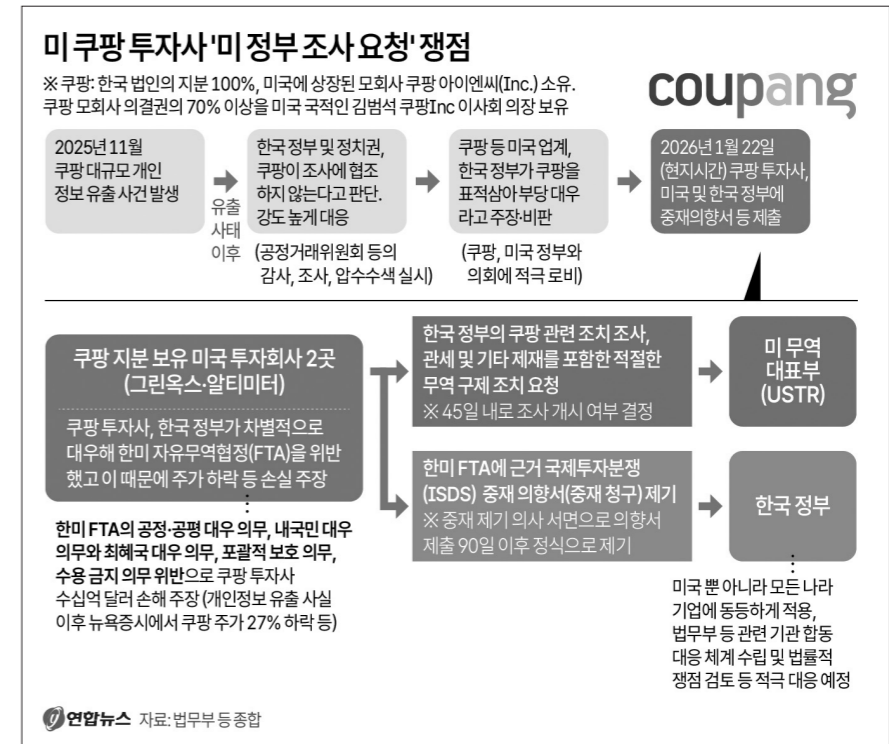 미 쿠팡 투자사 '미 정부 조사 요청' 쟁점
※ 쿠팡: 한국 법인의 지분 100%, 미국에 상장된 모회사 쿠팡 아이엔씨(Inc.) 소유.
쿠팡 모회사 의결권의 70% 이상을 미국 국적인 김범석 쿠팡Inc 이사회 의장 보유
coupang
2025년 11월
쿠팡 대규모 개인
정보 유출 사건 발생
유출
사태
이후
한국 정부 및 정치권,
쿠팡이 조사에 협조
하지 않는다고 판단.
강도 높게 대응
(공정거래위원회 등의
감사, 조사, 압수수색 실시)
쿠팡 등 미국 업계,
한국 정부가 쿠팡을
표적삼아 부당 대우
라고 주장·비판
(쿠팡, 미국 정부와
의회에 적극 로비)
2026년 1월 22일
(현지시간) 쿠팡 투자사,
미국 및 한국 정부에
중재의향서 등 제출
쿠팡 지분 보유 미국 투자회사 2곳
(그린옥스·알티미터)
쿠팡 투자사, 한국 정부가 차별적으로
대우해 한미 자유무역협정(FTA)을 위반
했고 이 때문에 주가 하락 등 손실 주장
한미 FTA의 공정·공평 대우 의무, 내국민 대우
의무와 최혜국 대우 의무, 포괄적 보호 의무,
수용 금지 의무 위반으로 쿠팡 투자사
수십억 달러 손해 주장 (개인정보 유출 사실
이후 뉴욕증시에서 쿠팡 주가 27% 하락 등)
한국 정부의 쿠팡 관련 조치 조사,
관세 및 기타 제재를 포함한 적절한
무역 구제 조치 요청
※ 45일 내로 조사 개시 여부 결정
미 무역
대표부
(USTR)
한미 FTA에 근거 국제투자분쟁
(ISDS) 중재 의향서(중재 청구) 제기
※ 중재 제기 의사 서면으로 의향서
제출 90일 이후 정식으로 제기
한국 정부
미국 뿐 아니라 모든 나라
기업에 동등하게 적용,
법무부 등 관련 기관 합동
대응 체계 수립 및 법률적
쟁점 검토 등 적극 대응 예정
연합뉴스 자료: 법무부 등 종합